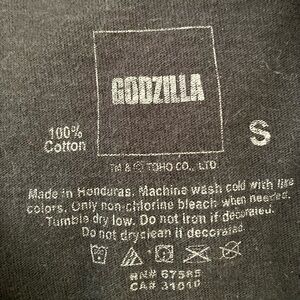 GODZILLA
100%
Cotton
S
TM & © TOHO CO., LTD
Made in Honduras. Machine wash cold with like
colors. Only non-chlorine bleach when needed.
Tumble dry low. Do not iron if decorated.
Do not dryclean if decorated
RN# 67585
CA# 31010